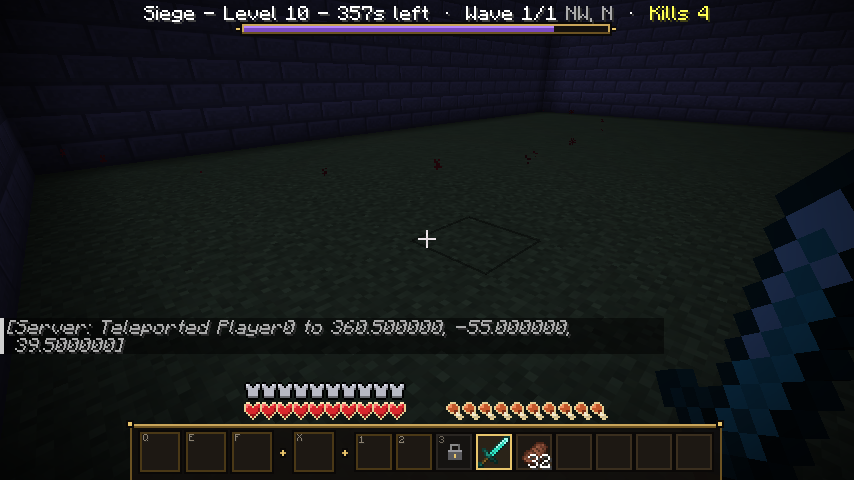 Siege – Level 10 – 357s left · Wave 1/1 NW, N · Kills 4
[Server: Teleported Player0 to 360.500000, -55.000000,
39.500000]
Q E F X 1 2 3
32